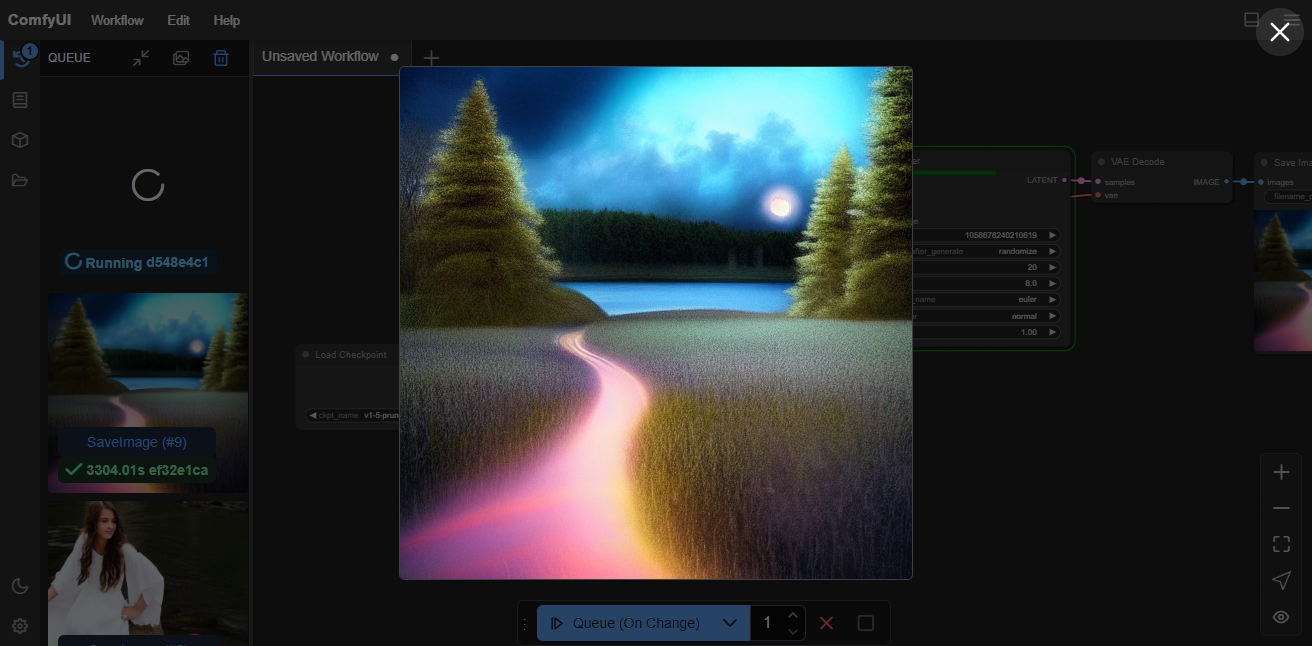 ComfyUI Workflow Edit Help
1
QUEUE
Unsaved Workflow
Running d548e4c1
SaveImage (#9)
3304.01s ef32e1ca
Load Checkpoint
ckpt_name v1-5-prun
er
LATENT
1056678240210619
randomize
20
8.0
_name euler
normal
1.00
VAE Decode
samples IMAGE
vae
Save Ima
images
filename_p
Queue (On Change) 1